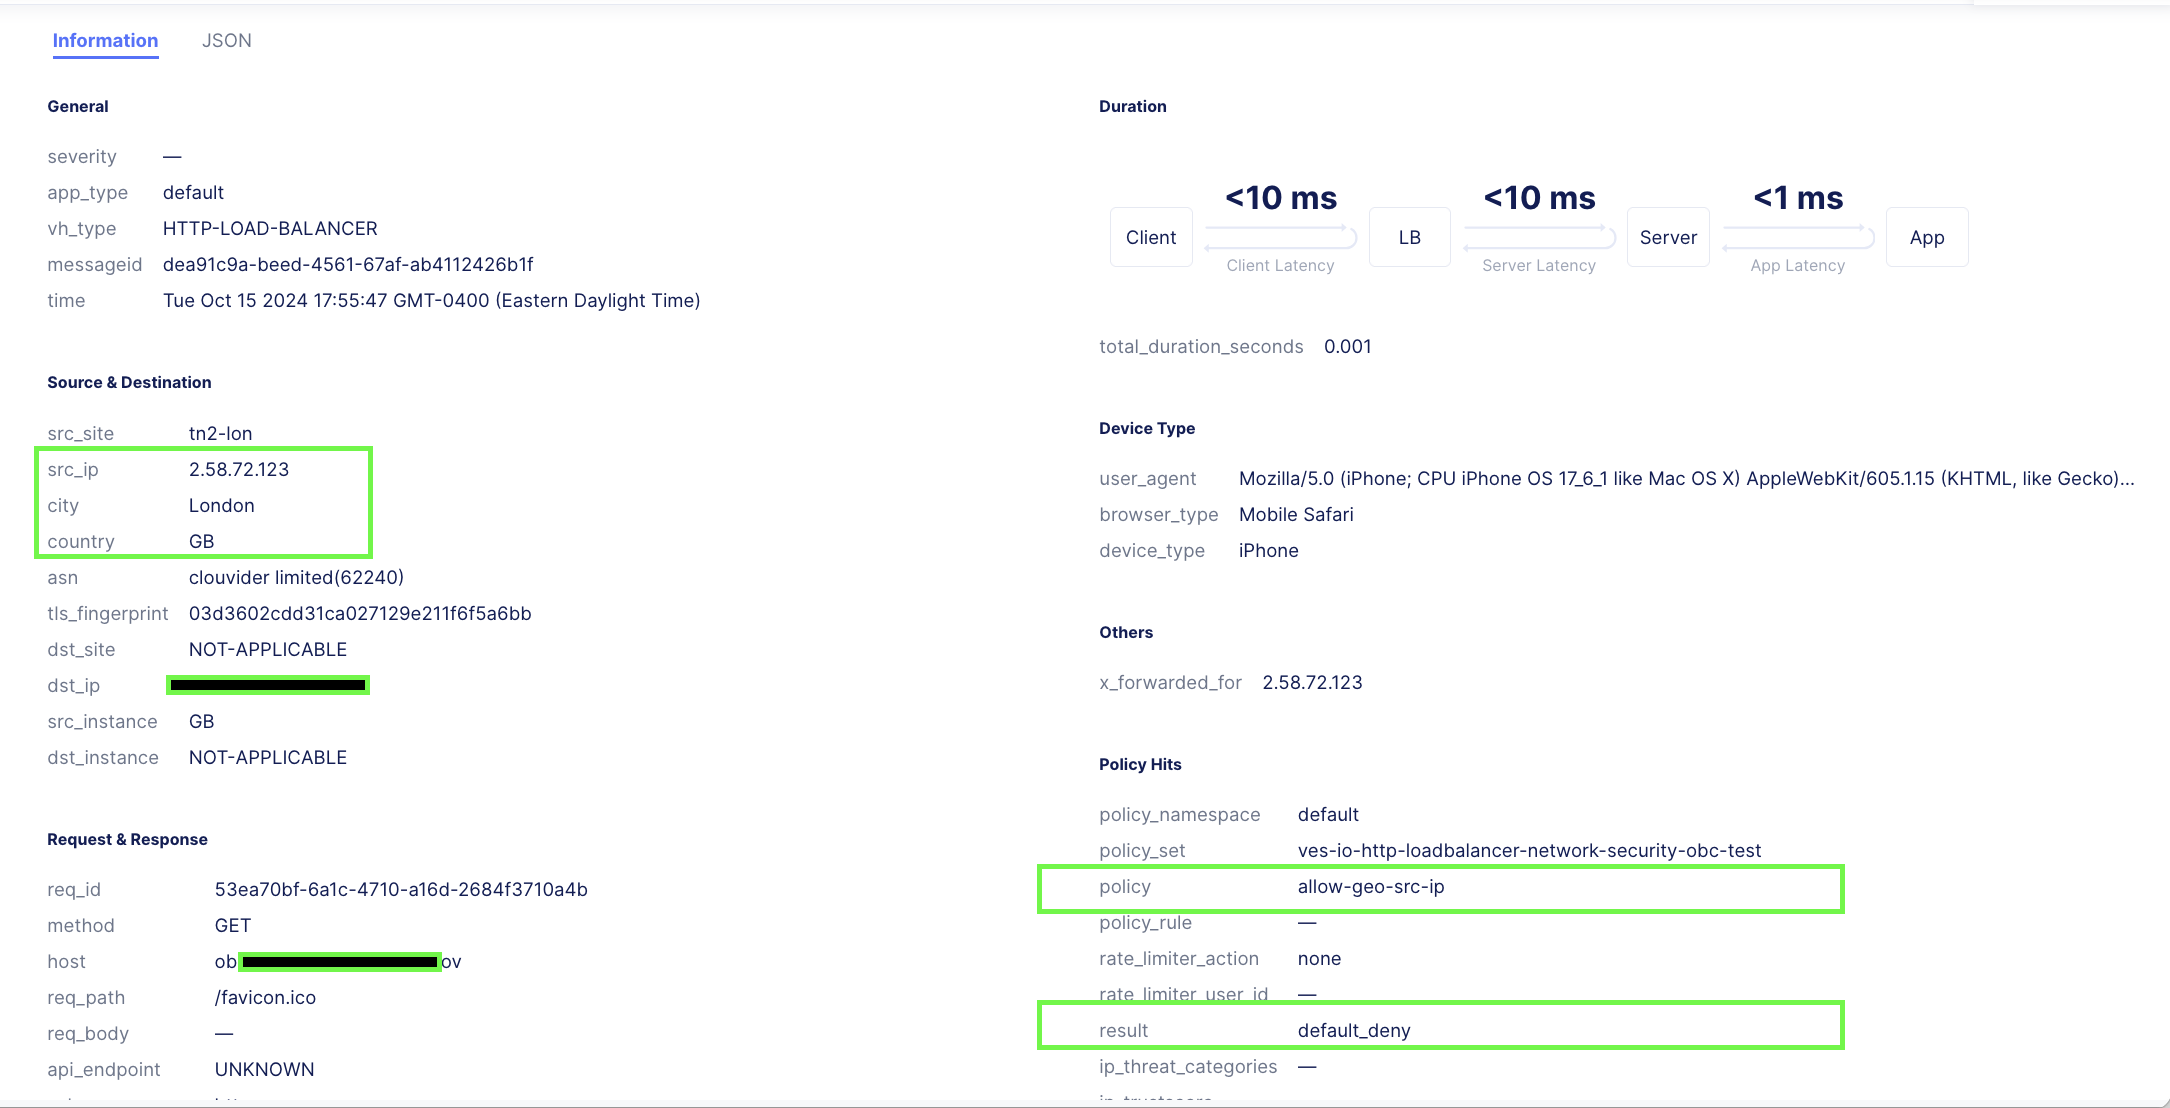 Information JSON
General
severity —
app_type default
vh_type HTTP-LOAD-BALANCER
messageid dea91c9a-beed-4561-67af-ab4112426b1f
time Tue Oct 15 2024 17:55:47 GMT-0400 (Eastern Daylight Time)
Source & Destination
src_site tn2-lon
src_ip 2.58.72.123
city London
country GB
asn clouvider limited(62240)
tls_fingerprint 03d3602cdd31ca027129e211f6f5a6bb
dst_site NOT-APPLICABLE
dst_ip
src_instance GB
dst_instance NOT-APPLICABLE
Request & Response
req_id 53ea70bf-6a1c-4710-a16d-2684f3710a4b
method GET
host ob ov
req_path /favicon.ico
req_body —
api_endpoint UNKNOWN
Duration
<10 ms <10 ms <1 ms
Client LB Server App
Client Latency Server Latency App Latency
total_duration_seconds 0.001
Device Type
user_agent Mozilla/5.0 (iPhone; CPU iPhone OS 17_6_1 like Mac OS X) AppleWebKit/605.1.15 (KHTML, like Gecko)...
browser_type Mobile Safari
device_type iPhone
Others
x_forwarded_for 2.58.72.123
Policy Hits
policy_namespace default
policy_set ves-io-http-loadbalancer-network-security-obc-test
policy allow-geo-src-ip
policy_rule —
rate_limiter_action none
rate_limiter_user_id —
result default_deny
ip_threat_categories —